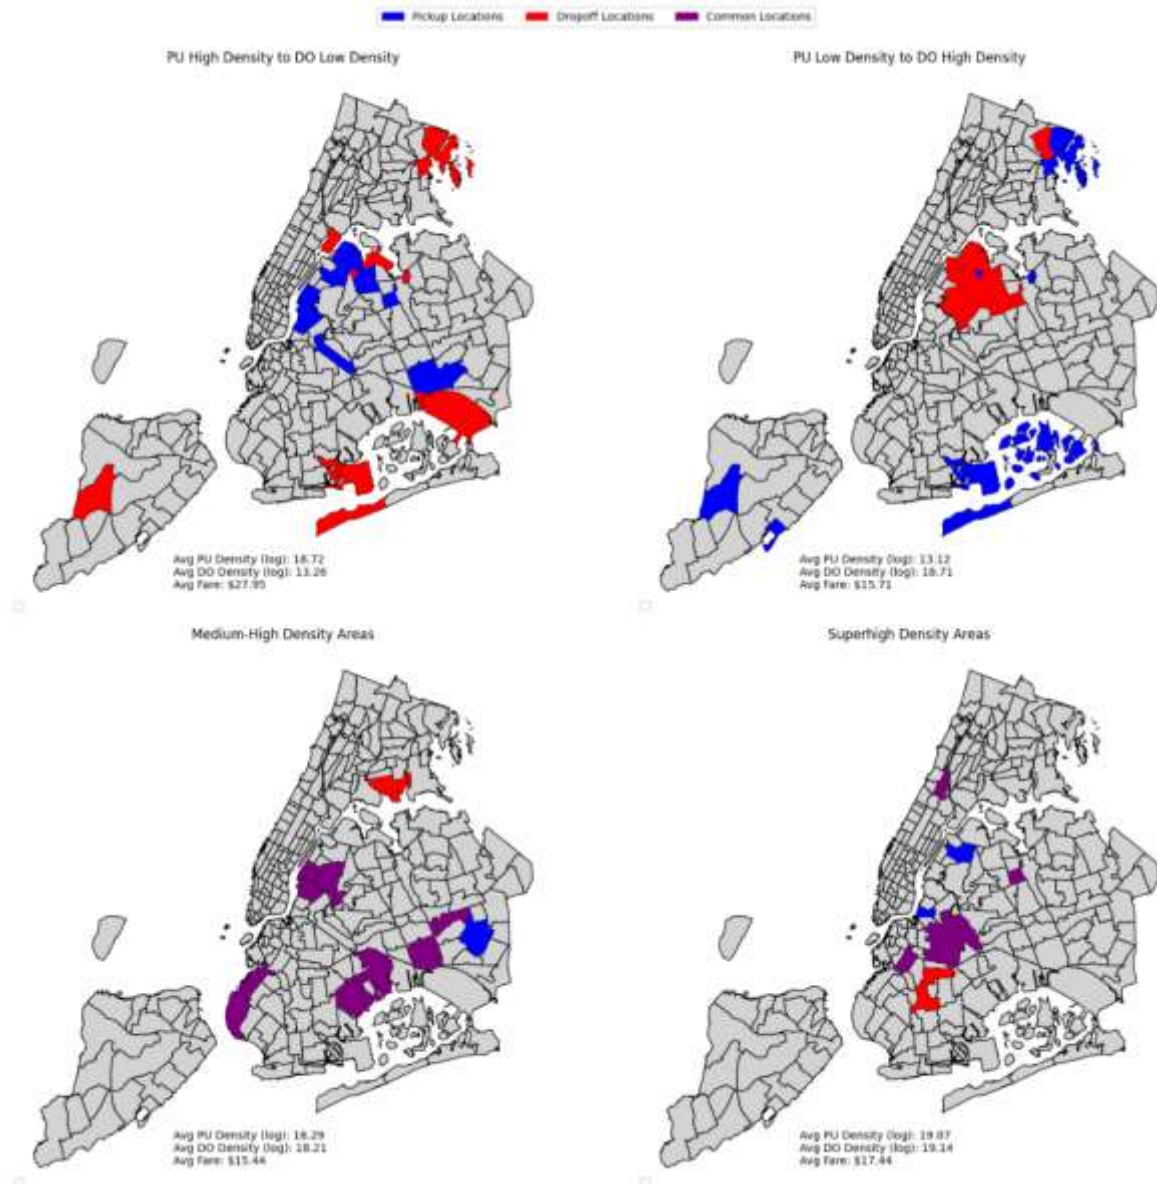 Pickup Locations Dropoff Locations Common Locations
PU High Density to DO Low Density
Avg PU Density (log): 18.72
Avg DO Density (log): 13.26
Avg Fare: $27.95
PU Low Density to DO High Density
Avg PU Density (log): 13.12
Avg DO Density (log): 18.71
Avg Fare: $15.71
Medium-High Density Areas
Avg PU Density (log): 18.29
Avg DO Density (log): 18.21
Avg Fare: $15.44
Superhigh Density Areas
Avg PU Density (log): 19.07
Avg DO Density (log): 19.14
Avg Fare: $17.44